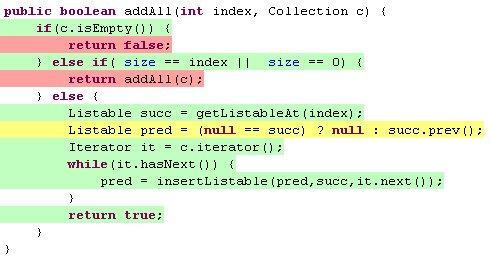 public boolean addAll(int index, Collection c) {
if(c.isEmpty()) {
return false;
} else if( size == index || size == 0) {
return addAll(c);
} else {
Listable succ = getListableAt(index);
Listable pred = (null == succ) ? null : succ.prev();
Iterator it = c.iterator();
while(it.hasNext()) {
pred = insertListable(pred,succ,it.next());
}
return true;
}
}